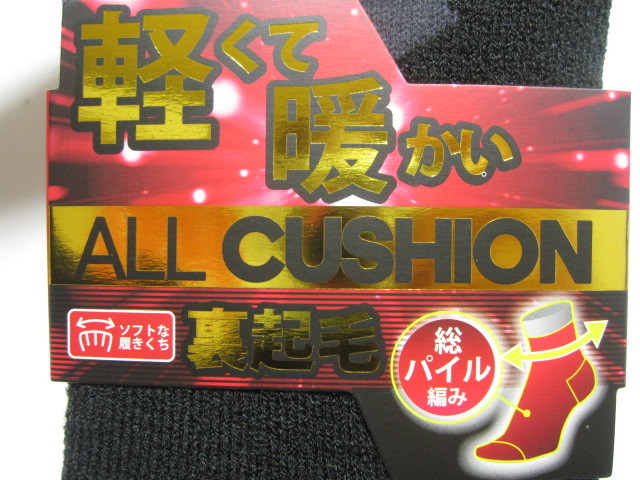 軽くて
暖かい。
ALL CUSHION
ソフトな
履きくち
裏起毛
総
パイル
編み